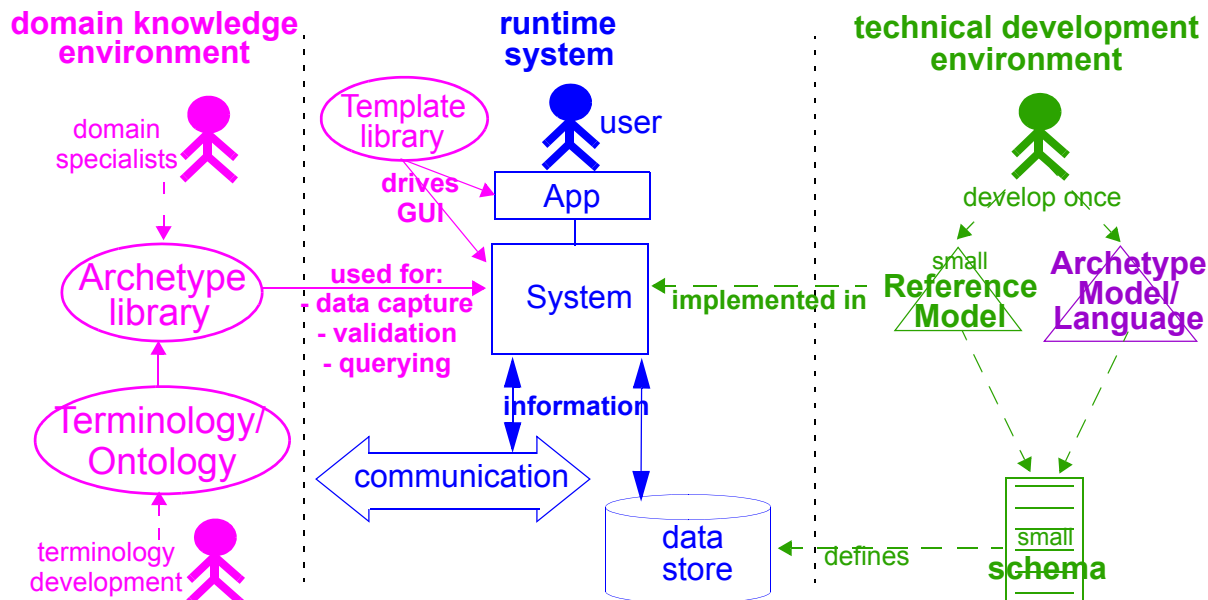 domain knowledge
environment
domain
specialists
Archetype
library
Terminology/
Ontology
terminology
development
runtime
system
Template
library
user
drives
GUI
App
used for:
- data capture
- validation
- querying
System
information
communication
data
store
technical development
environment
develop once
small
Reference
Model
Archetype
Model/
Language
implemented in
defines
small
schema